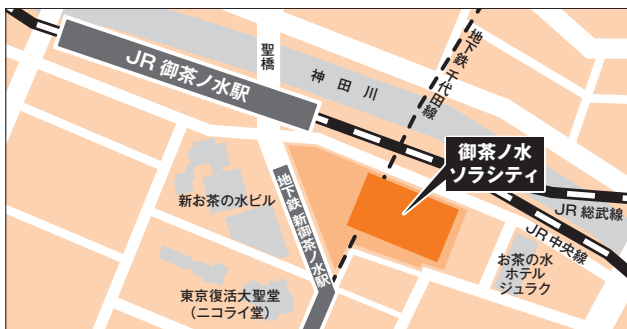 JR 御茶ノ水駅
聖橋
神田川
地下鉄 千代田線
御茶ノ水
ソラシティ
新お茶の水ビル
地下鉄 新御茶ノ水駅
JR 総武線
JR 中央線
お茶の水
ホテル
ジュラク
東京復活大聖堂
（ニコライ堂）